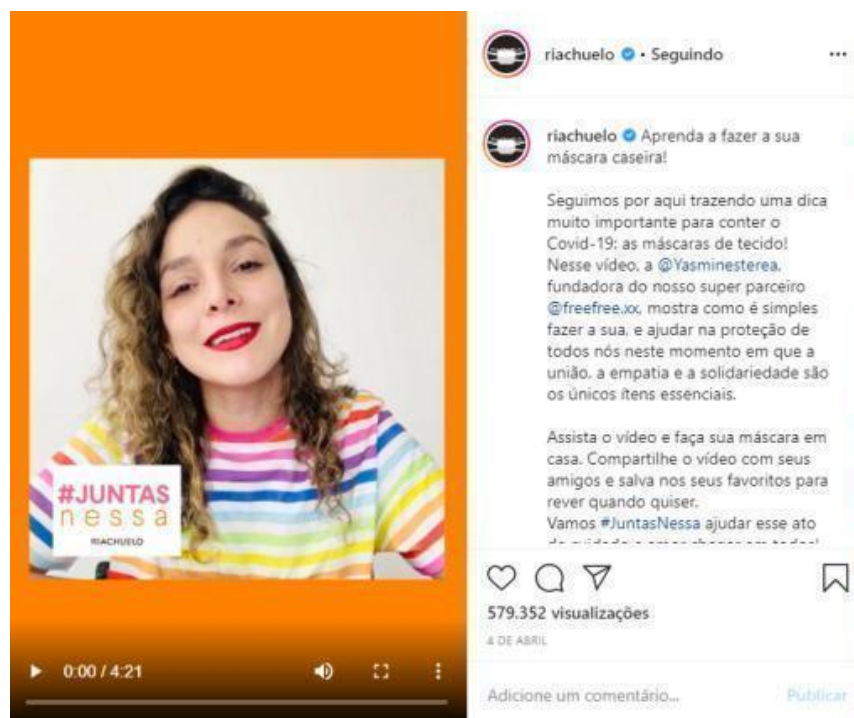 riachuelo • Seguindo
riachuelo Aprenda a fazer a sua
máscara caseira!
Seguimos por aqui trazendo uma dica
muito importante para conter o
Covid-19: as máscaras de tecido!
Nesse vídeo, a @Yasminesterea,
fundadora do nosso super parceiro
@freefree.xx, mostra como é simples
fazer a sua, e ajudar na proteção de
todos nós neste momento em que a
união, a empatia e a solidariedade são
os únicos ítens essenciais.
Assista o vídeo e faça sua máscara em
casa. Compartilhe o vídeo com seus
amigos e salva nos seus favoritos para
rever quando quiser.
Vamos #JuntasNessa ajudar esse ato
#JUNTAS
nessa
RIACHUELO
0:00 / 4:21
579.352 visualizações
4 DE ABRIL
Adicione um comentário...
Publicar